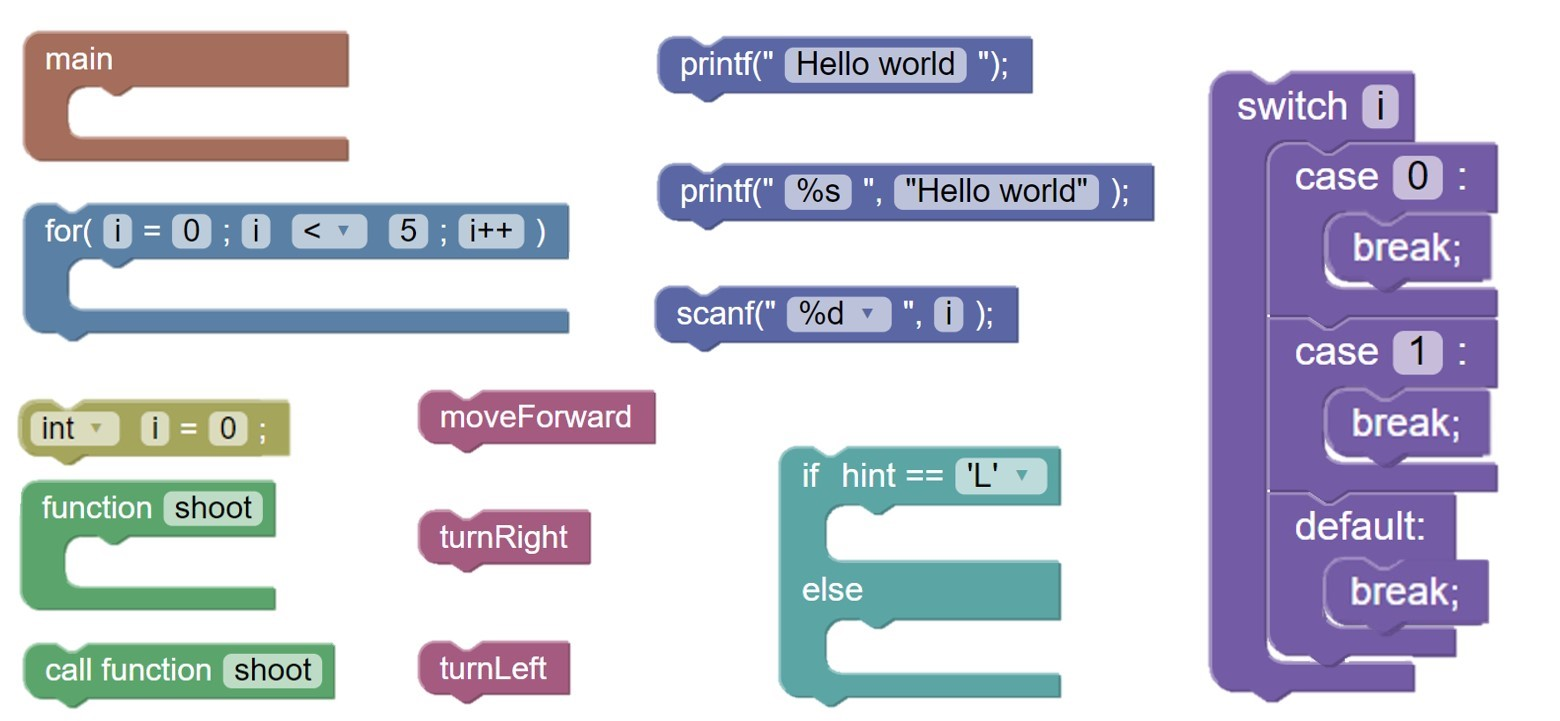 main
for( i = 0 ; i < 5 ; i++ )
int i = 0 ;
function shoot
call function shoot
moveForward
turnRight
turnLeft
printf(" Hello world ");
printf(" %s ", "Hello world" );
scanf(" %d ", i );
if hint == 'L'
else
switch i
case 0 :
break;
case 1 :
break;
default:
break;